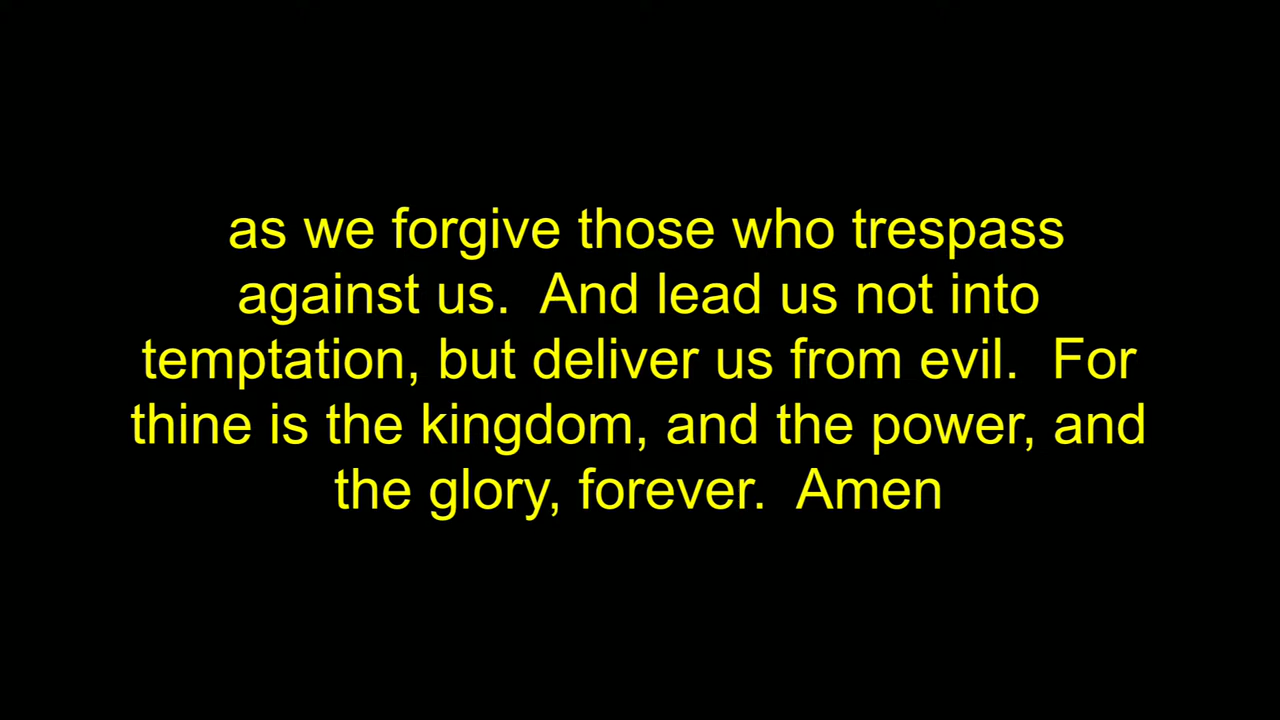 as we forgive those who trespass
against us.  And lead us not into
temptation, but deliver us from evil.  For
thine is the kingdom, and the power, and
the glory, forever.  Amen